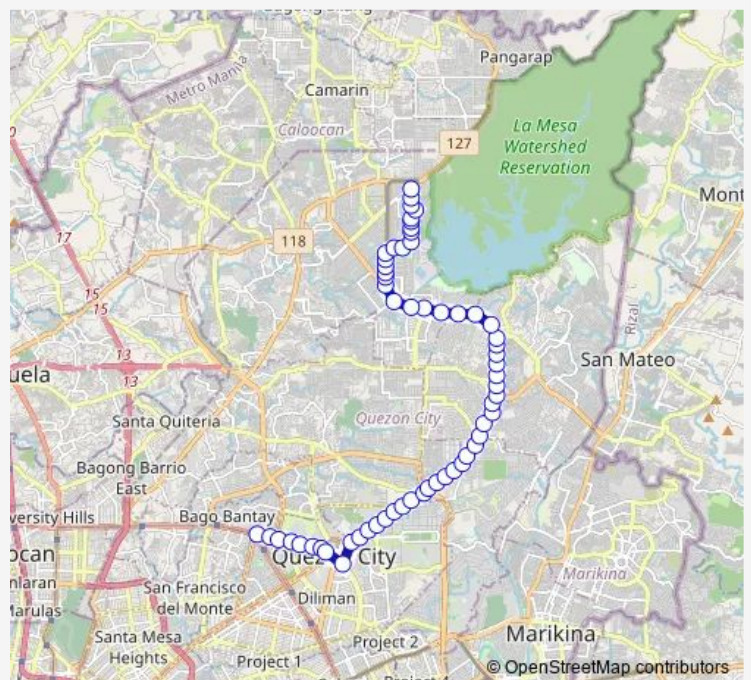 Pangarap
Camarin
Metro Manila
Caloocan
127
La Mesa
Watershed
Reservation
Mont
17
118
15
15
Rizal
13
13
San Mateo
uela
Santa Quiteria
Quezon City
Bagong Barrio
East
versity Hills
Bago Bantay
ocan
Quez
City
Marikina
nlaran
San Francisco
del Monte
Diliman
Marulas
Santa Mesa
Heights
Project 2
Marikina
Project 1
© OpenStreetMap contributors